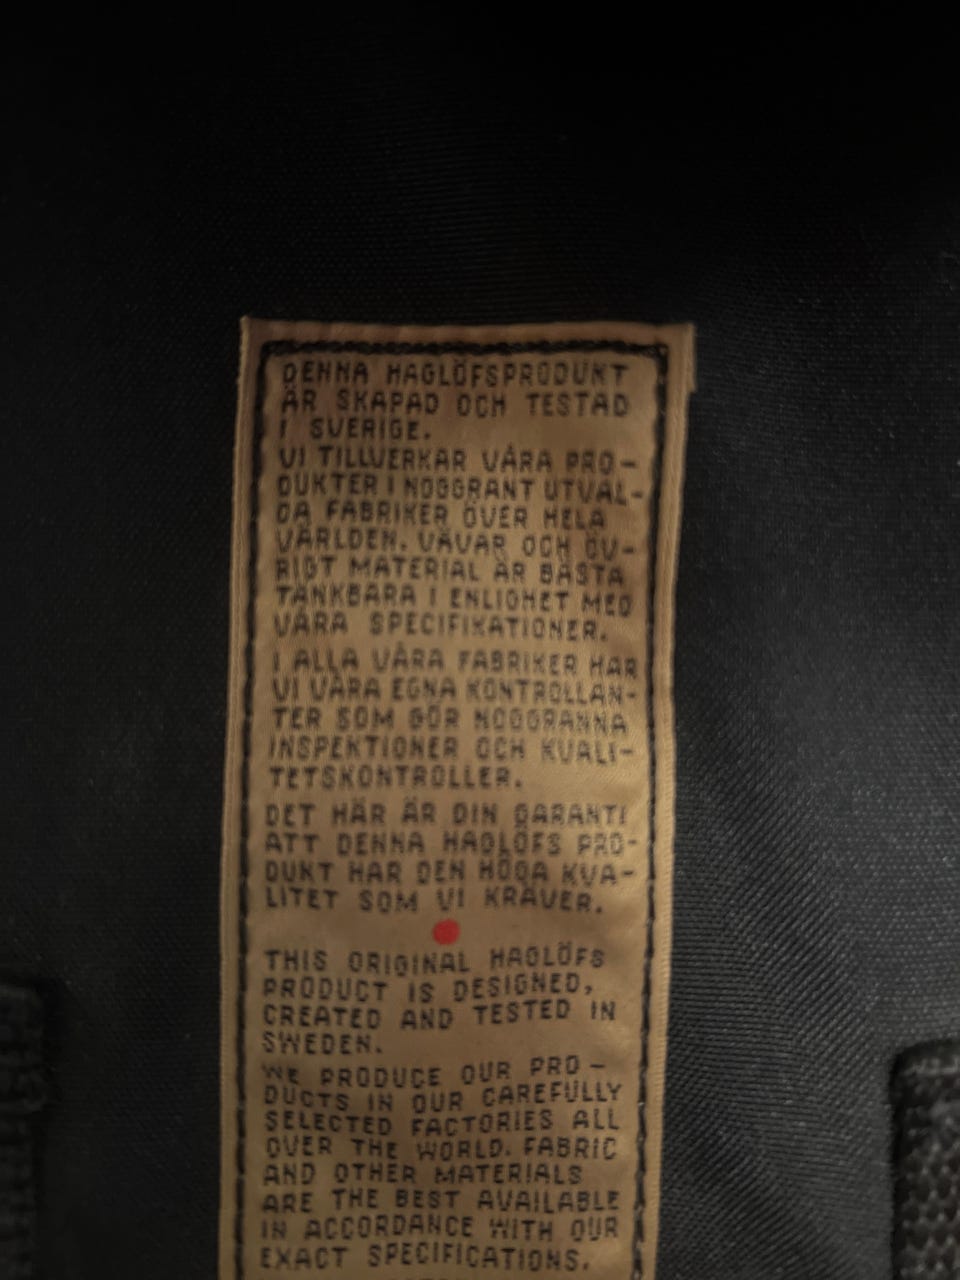 DENNA HAGLÖFSPRODUKT
ÄR SKAPAD OCH TESTAD
I SVERIGE.
VI TILLVERKAR VÅRA PRO-
DUKTER I NOGGRANT UTVAL-
DA FABRIKER ÖVER HELA
VÄRLDEN. VÄVAR OCH ÖV-
RIGT MATERIAL ÄR BÄSTA
TÄNKBARA I ENLIGHET MED
VÅRA SPECIFIKATIONER.
I ALLA VÅRA FABRIKER HAR
VI VÅRA EGNA KONTROLLAN-
TER SOM GÖR NOGGRANNA
INSPEKTIONER OCH KVALI-
TETSKONTROLLER.
DET HÄR ÄR DIN GARANTI
ATT DENNA HAGLÖFS PRO-
DUKT HAR DEN HÖGA KVA-
LITET SOM VI KRÄVER.
THIS ORIGINAL HAGLÖFS
PRODUCT IS DESIGNED,
CREATED AND TESTED IN
SWEDEN.
WE PRODUCE OUR PRO-
DUCTS IN OUR CAREFULLY
SELECTED FACTORIES ALL
OVER THE WORLD. FABRIC
AND OTHER MATERIALS
ARE THE BEST AVAILABLE
IN ACCORDANCE WITH OUR
EXACT SPECIFICATIONS.